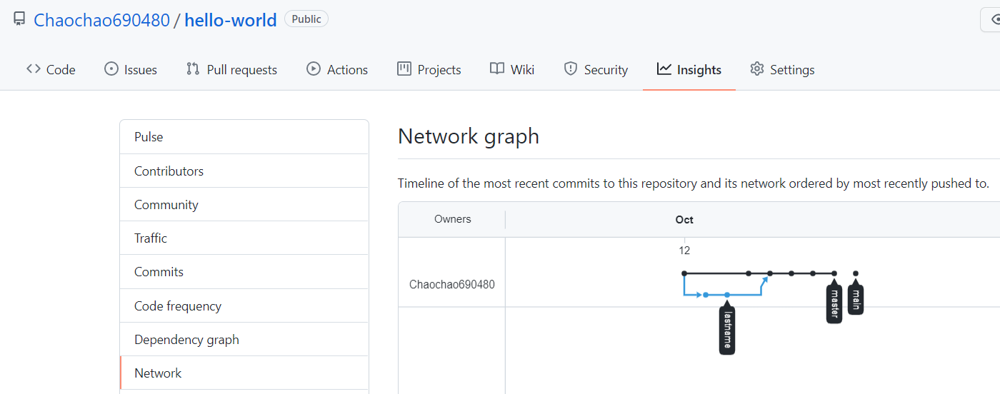 Chaochao690480 / hello-world Public
Code Issues Pull requests Actions Projects Wiki Security Insights Settings
Pulse
Contributors
Community
Traffic
Commits
Code frequency
Dependency graph
Network
Network graph
Timeline of the most recent commits to this repository and its network ordered by most recently pushed to.
Owners Oct
12
Chaochao690480
lastname
master
main